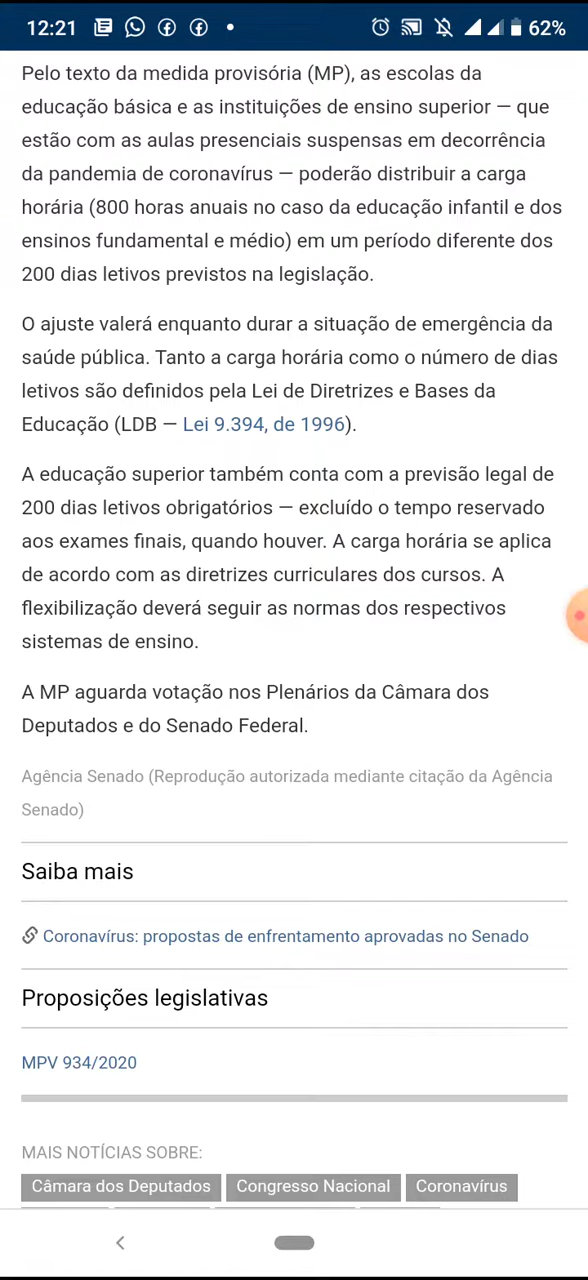 12:21
62%
Pelo texto da medida provisória (MP), as escolas da
educação básica e as instituições de ensino superior — que
estão com as aulas presenciais suspensas em decorrência
da pandemia de coronavírus — poderão distribuir a carga
horária (800 horas anuais no caso da educação infantil e dos
ensinos fundamental e médio) em um período diferente dos
200 dias letivos previstos na legislação.
O ajuste valerá enquanto durar a situação de emergência da
saúde pública. Tanto a carga horária como o número de dias
letivos são definidos pela Lei de Diretrizes e Bases da
Educação (LDB — Lei 9.394, de 1996).
A educação superior também conta com a previsão legal de
200 dias letivos obrigatórios — excluído o tempo reservado
aos exames finais, quando houver. A carga horária se aplica
de acordo com as diretrizes curriculares dos cursos. A
flexibilização deverá seguir as normas dos respectivos
sistemas de ensino.
A MP aguarda votação nos Plenários da Câmara dos
Deputados e do Senado Federal.
Agência Senado (Reprodução autorizada mediante citação da Agência
Senado)
Saiba mais
Coronavírus: propostas de enfrentamento aprovadas no Senado
Proposições legislativas
MPV 934/2020
MAIS NOTÍCIAS SOBRE:
Câmara dos Deputados Congresso Nacional Coronavírus